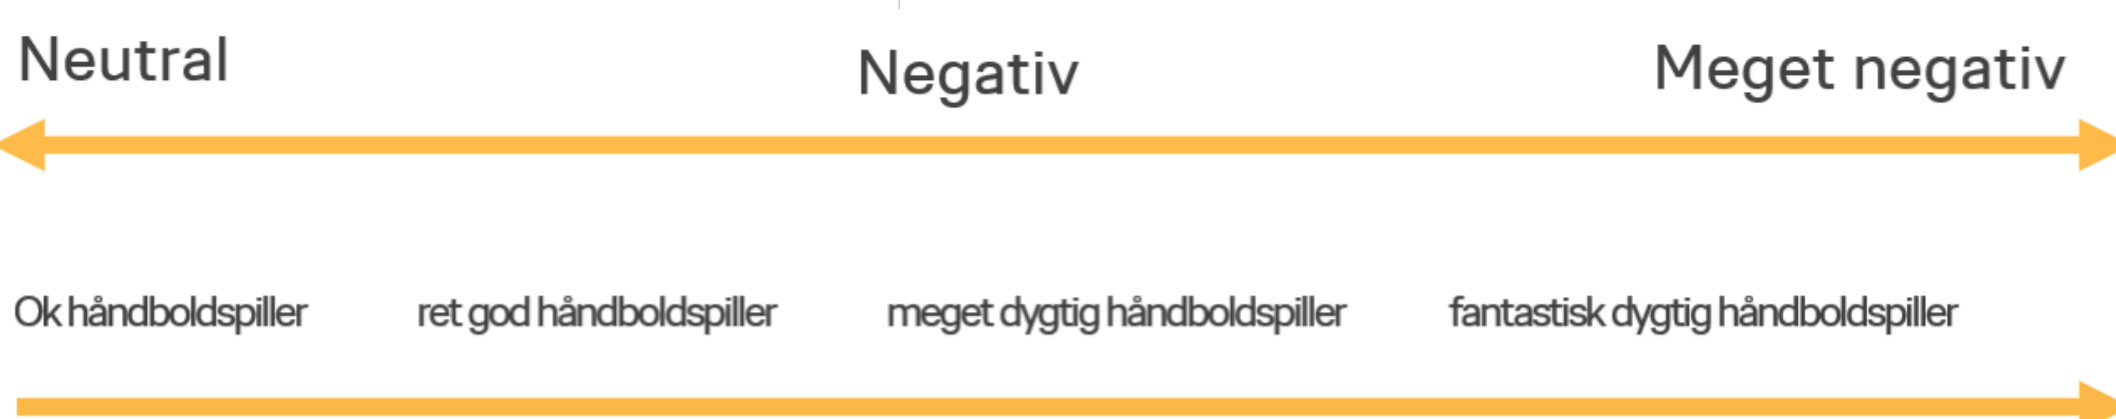 Neutral Negativ Meget negativ
Ok håndboldspiller ret god håndboldspiller meget dygtig håndboldspiller fantastisk dygtig håndboldspiller